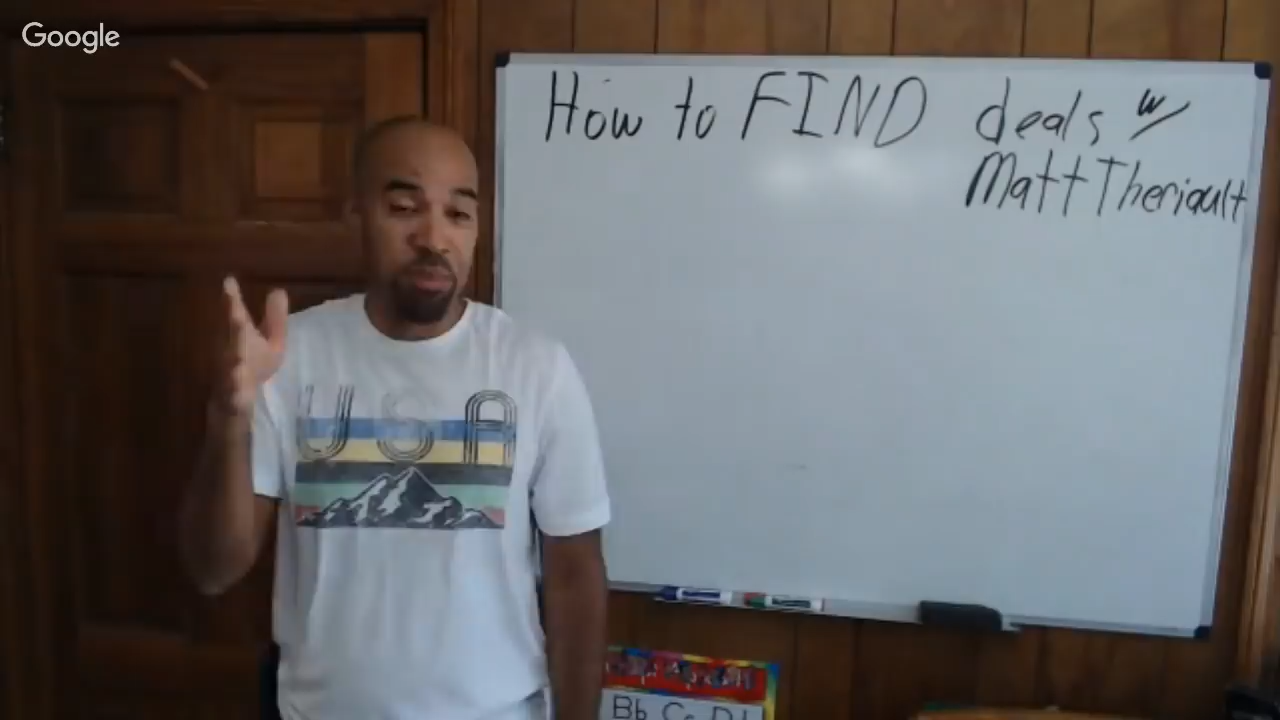 Google
How to FIND deals w/
Matt Theriault
USA
Bb Cc Dd